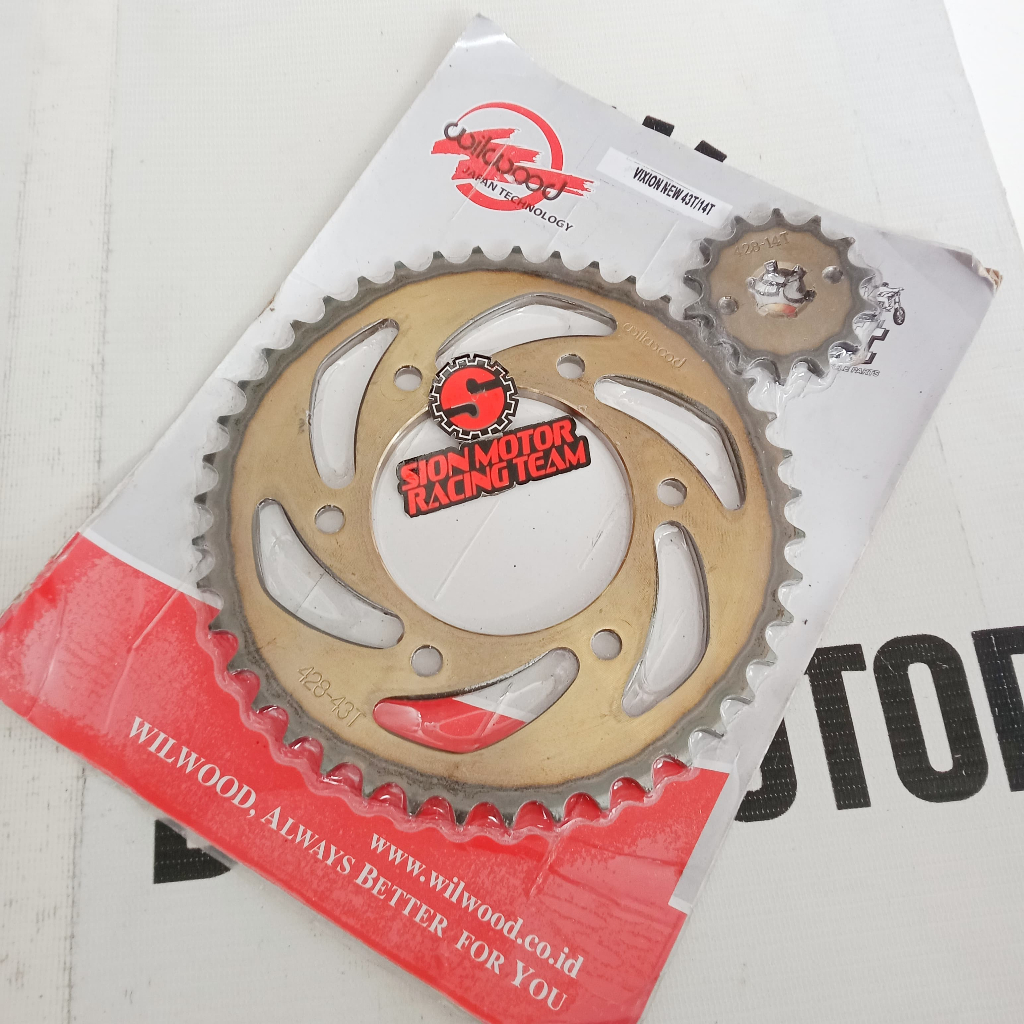 wilwood
JAPAN TECHNOLOGY
VIXION NEW 43T/14T
428-14T
wilwood
S
SION MOTOR
RACING TEAM
428-43T
WILWOOD, ALWAYS BETTER FOR YOU
www.wilwood.co.id
MOTOR